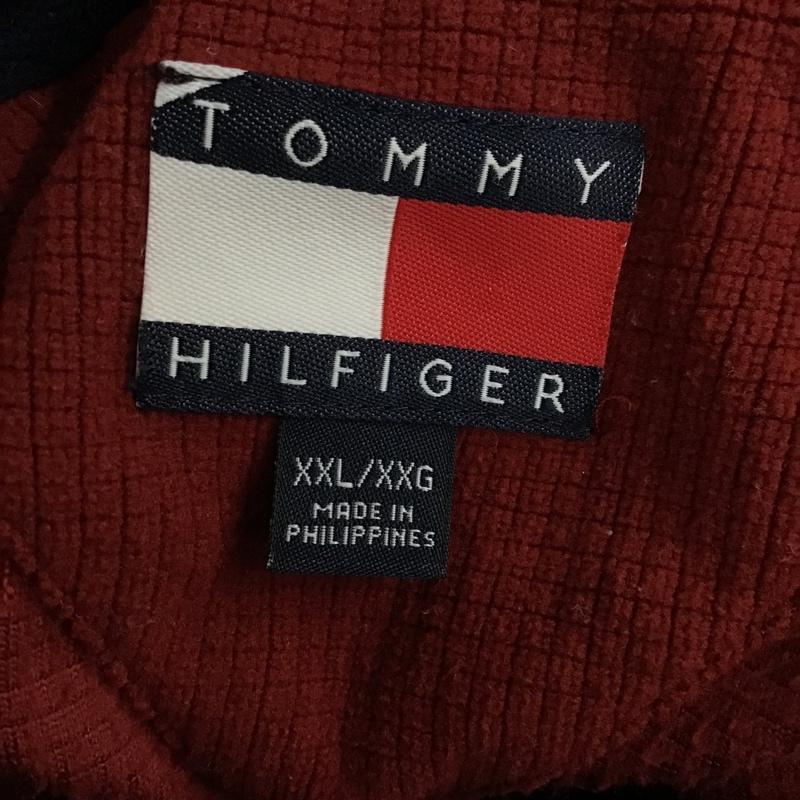 TOMMY
HILFIGER
XXL/XXG
MADE IN
PHILIPPINES